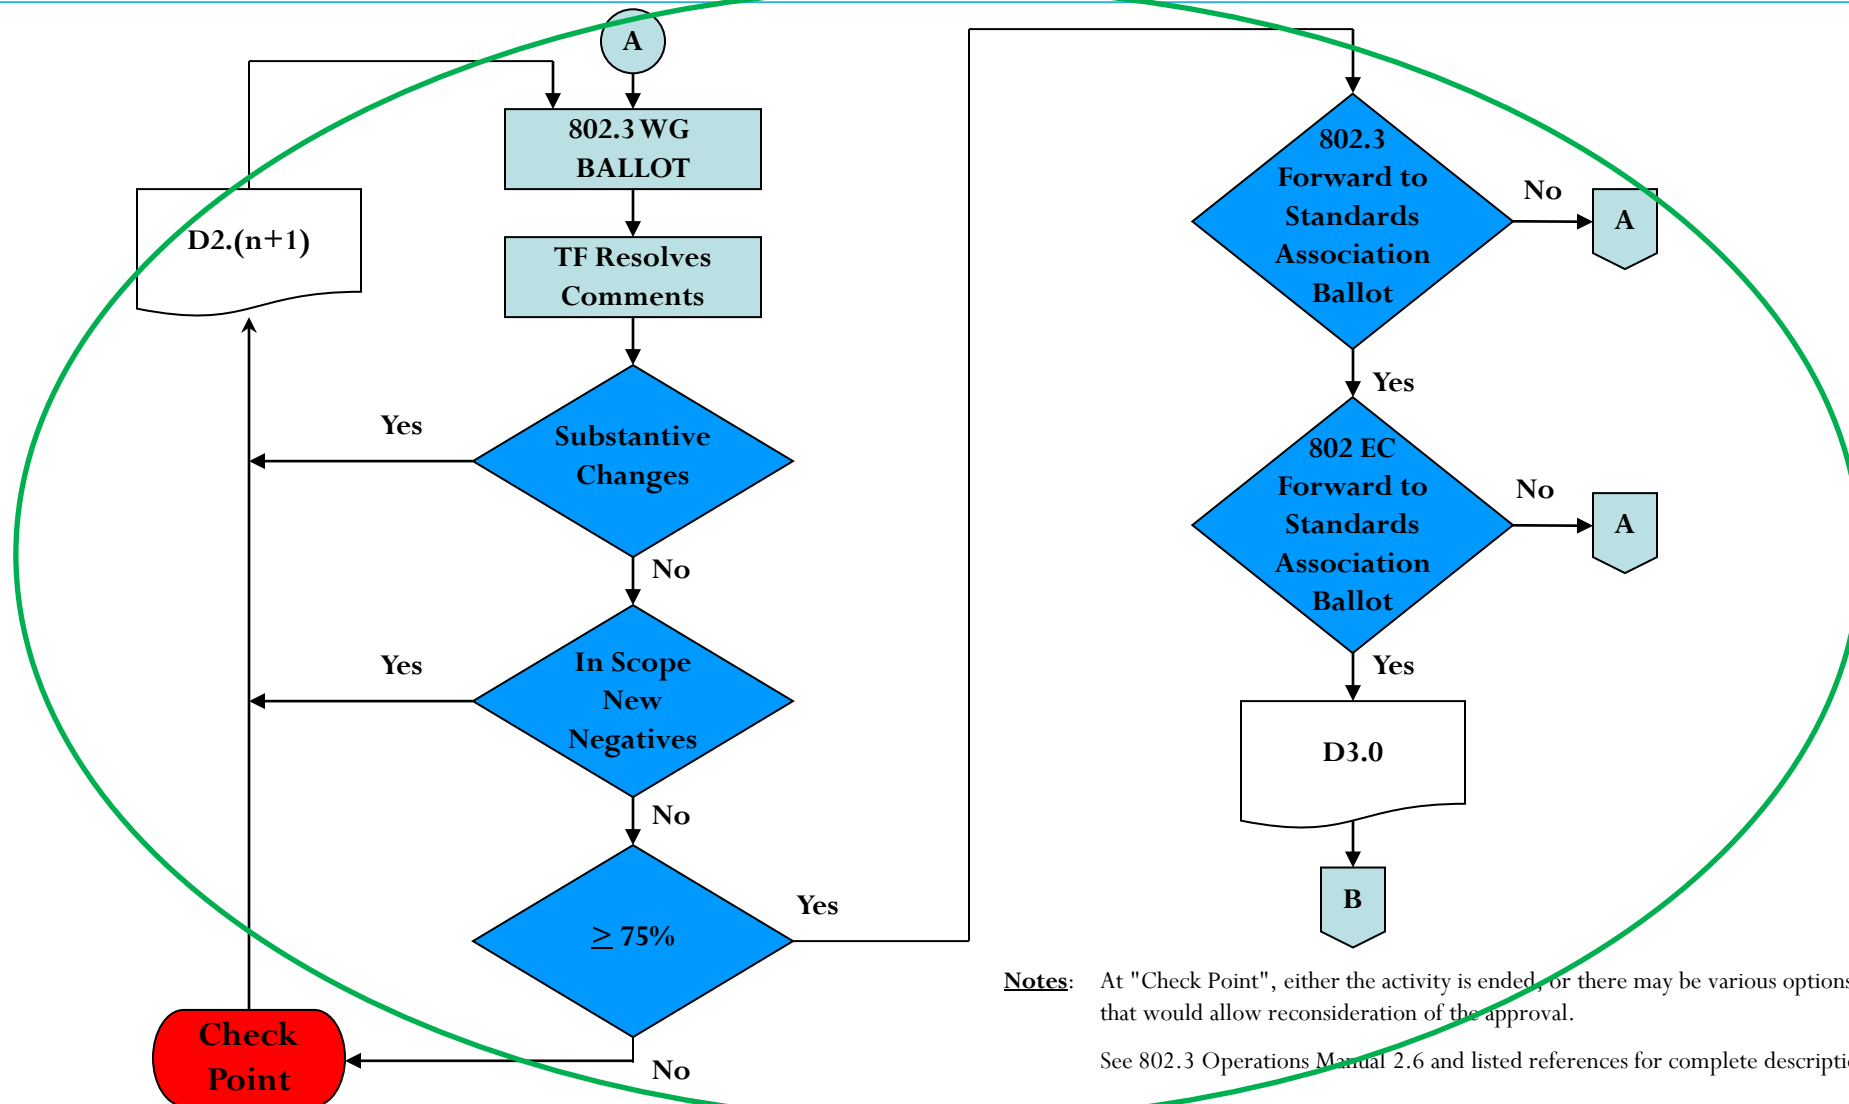 A
802.3 WG
BALLOT
D2.(n+1)
TF Resolves
Comments
Yes
Substantive
Changes
No
Yes
In Scope
New
Negatives
No
≥ 75%
Yes
No
Check
Point
802.3
Forward to
Standards
Association
Ballot
No
A
Yes
802 EC
Forward to
Standards
Association
Ballot
No
A
Yes
D3.0
B
Notes: At "Check Point", either the activity is ended, or there may be various options
that would allow reconsideration of the approval.
See 802.3 Operations Manual 2.6 and listed references for complete